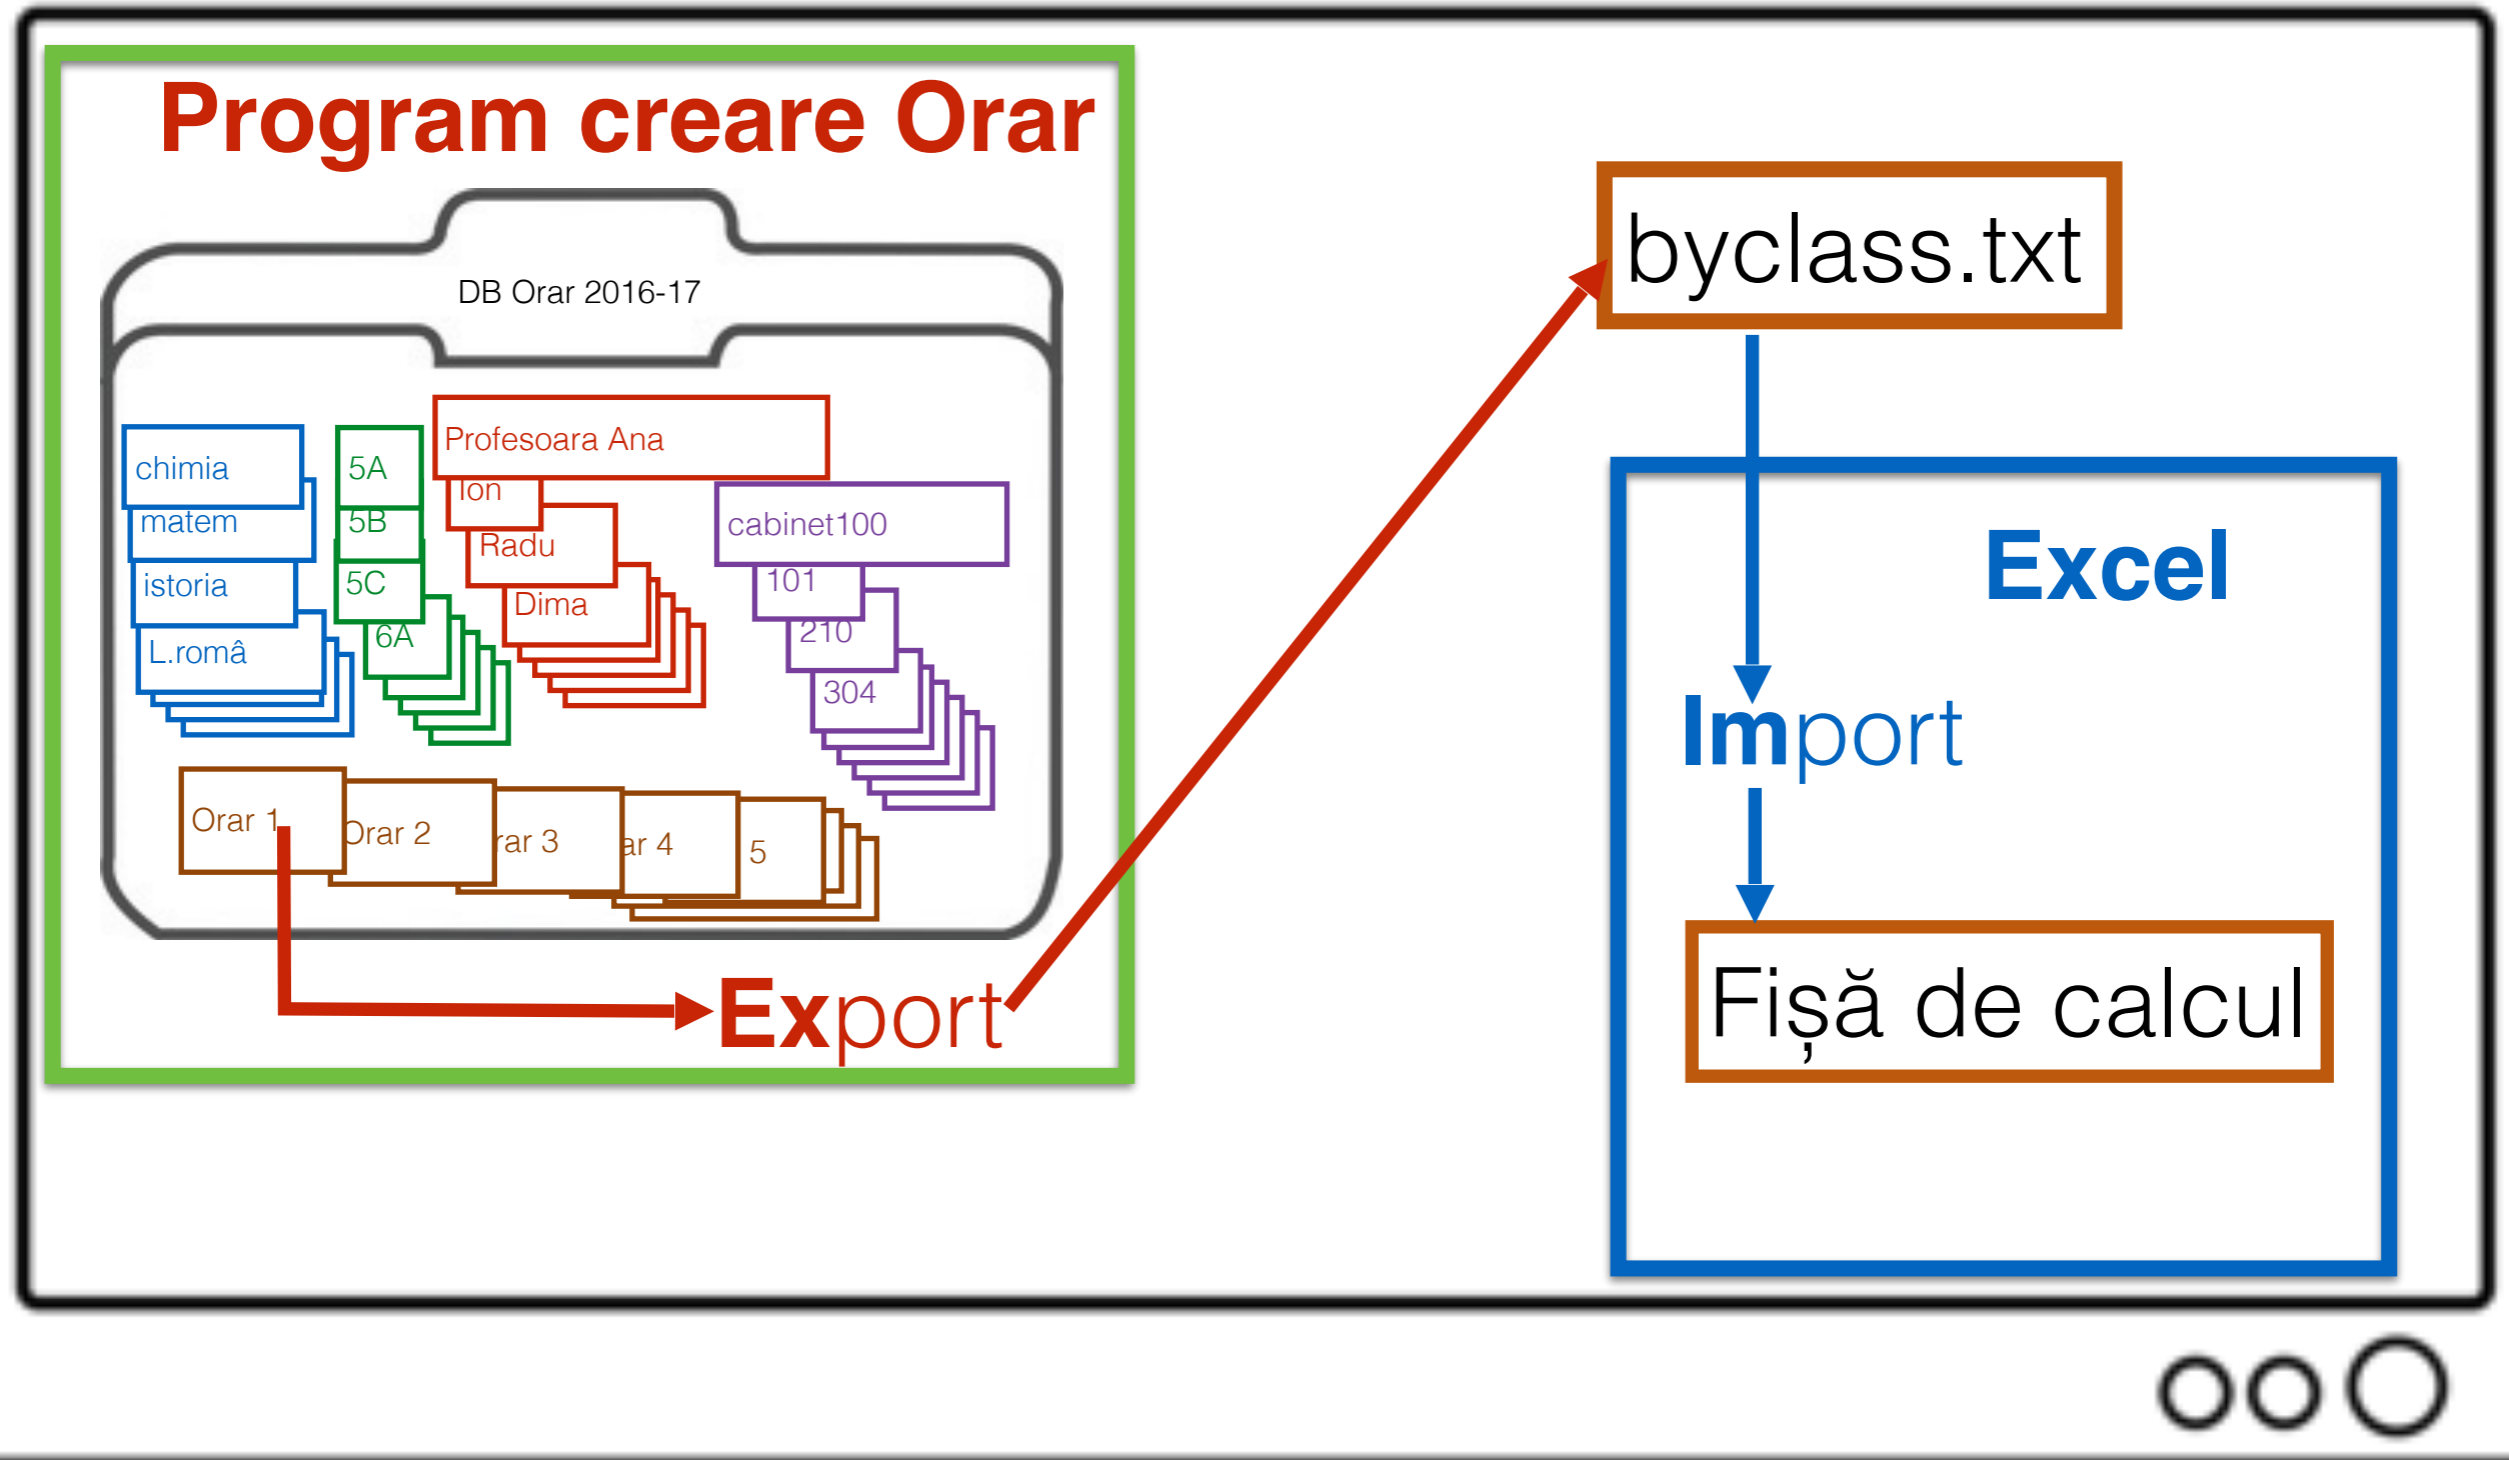 Program creare Orar
DB Orar 2016-17
chimia
matem
istoria
L.româ
5A
5B
5C
6A
Profesoara Ana
Ion
Radu
Dima
cabinet100
101
210
304
Orar 1
Orar 2
rar 3
ar 4
5
Export
byclass.txt
Excel
Import
Fișă de calcul